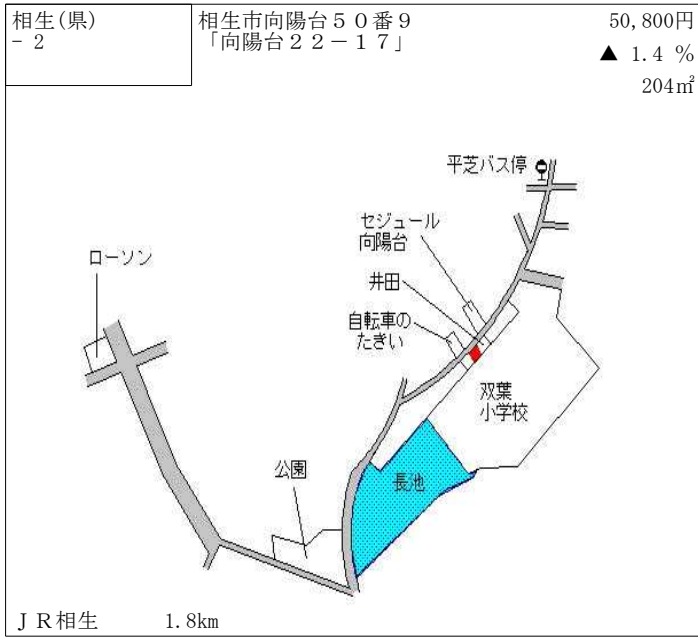 相生(県)
- 2
相生市向陽台５０番９
「向陽台２２－１７」
50,800円
▲ 1.4 %
204㎡
平芝バス停
セジュール
向陽台
井田
自転車の
たきい
ローソン
双葉
小学校
長池
公園
ＪＲ相生 1.8km